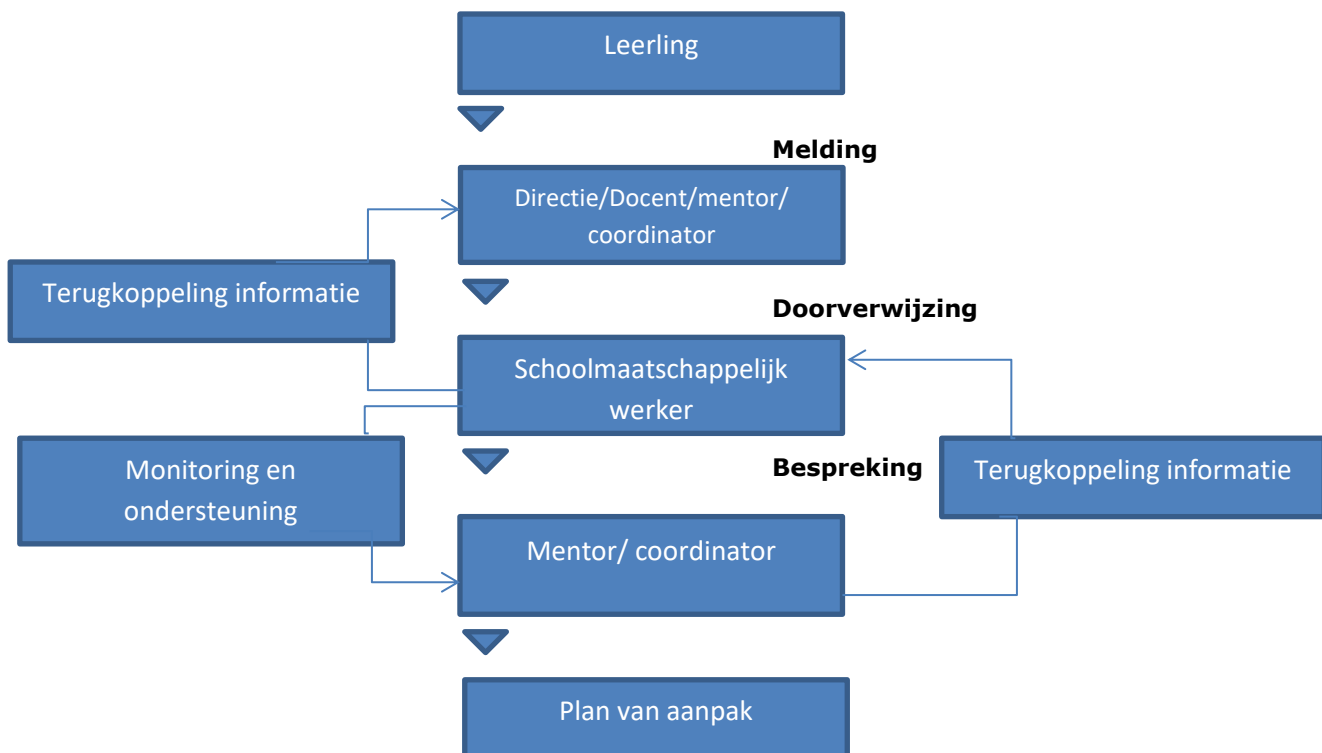 Leerling
Melding
Directie/Docent/mentor/
coordinator
Terugkoppeling informatie
Doorverwijzing
Schoolmaatschappelijk
werker
Monitoring en
ondersteuning
Bespreking
Terugkoppeling informatie
Mentor/ coordinator
Plan van aanpak